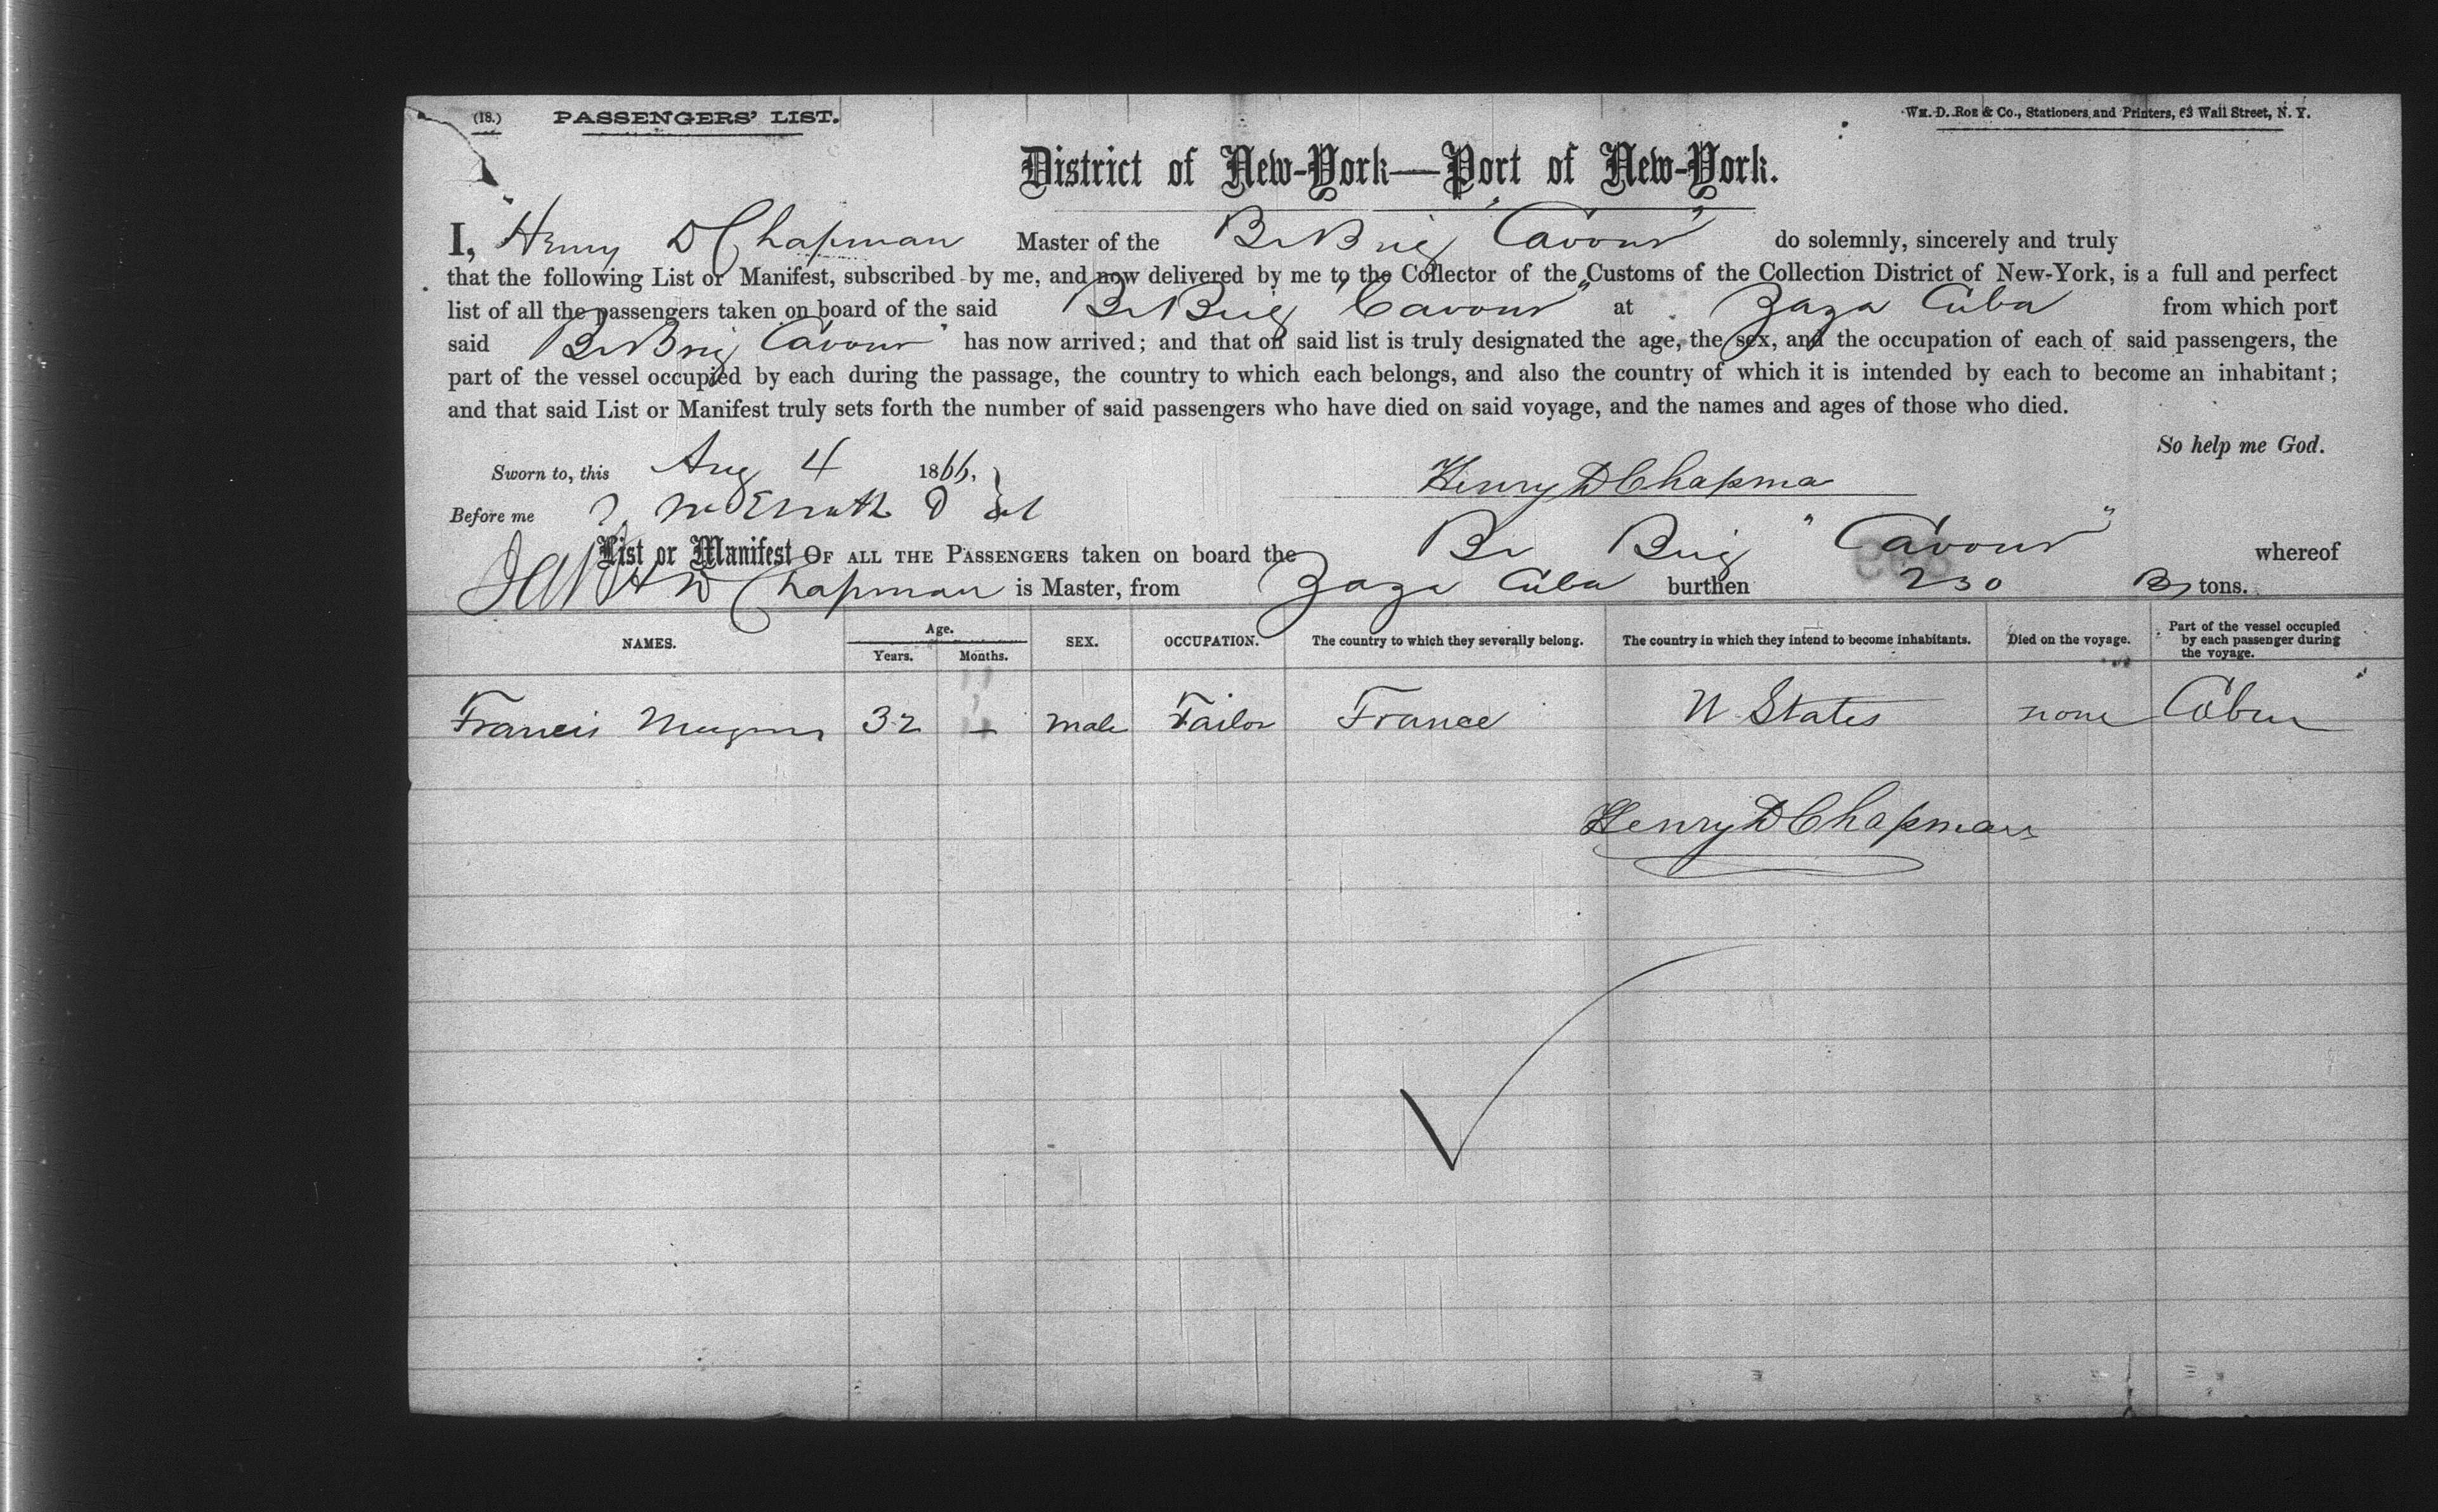 (18.) PASSENGERS' LIST. Wm. D. Roe & Co., Stationers and Printers, 63 Wall Street, N. Y.
District of New-York—Port of New-York.
I, Henry D Chapman Master of the Br Brig "Cavour" do solemnly, sincerely and truly
that the following List or Manifest, subscribed by me, and now delivered by me to the Collector of the Customs of the Collection District of New-York, is a full and perfect
list of all the passengers taken on board of the said Br Brig "Cavour" at Zaza Cuba from which port
said Br Brig Cavour" has now arrived; and that on said list is truly designated the age, the sex, and the occupation of each of said passengers, the
part of the vessel occupied by each during the passage, the country to which each belongs, and also the country of which it is intended by each to become an inhabitant;
and that said List or Manifest truly sets forth the number of said passengers who have died on said voyage, and the names and ages of those who died.
So help me God.
Sworn to, this Aug 4 1866. Henry D Chapma
Before me McElrath
List or Manifest OF ALL THE PASSENGERS taken on board the Br Brig "Cavour" whereof
H D Chapman is Master, from Zaza Cuba burthen 230 tons.
NAMES. Age. Years. Months. SEX. OCCUPATION. The country to which they severally belong. The country in which they intend to become inhabitants. Died on the voyage. Part of the vessel occupied by each passenger during the voyage.
Francis 32 – male Tailor France U States none Cabin
Henry D Chapman